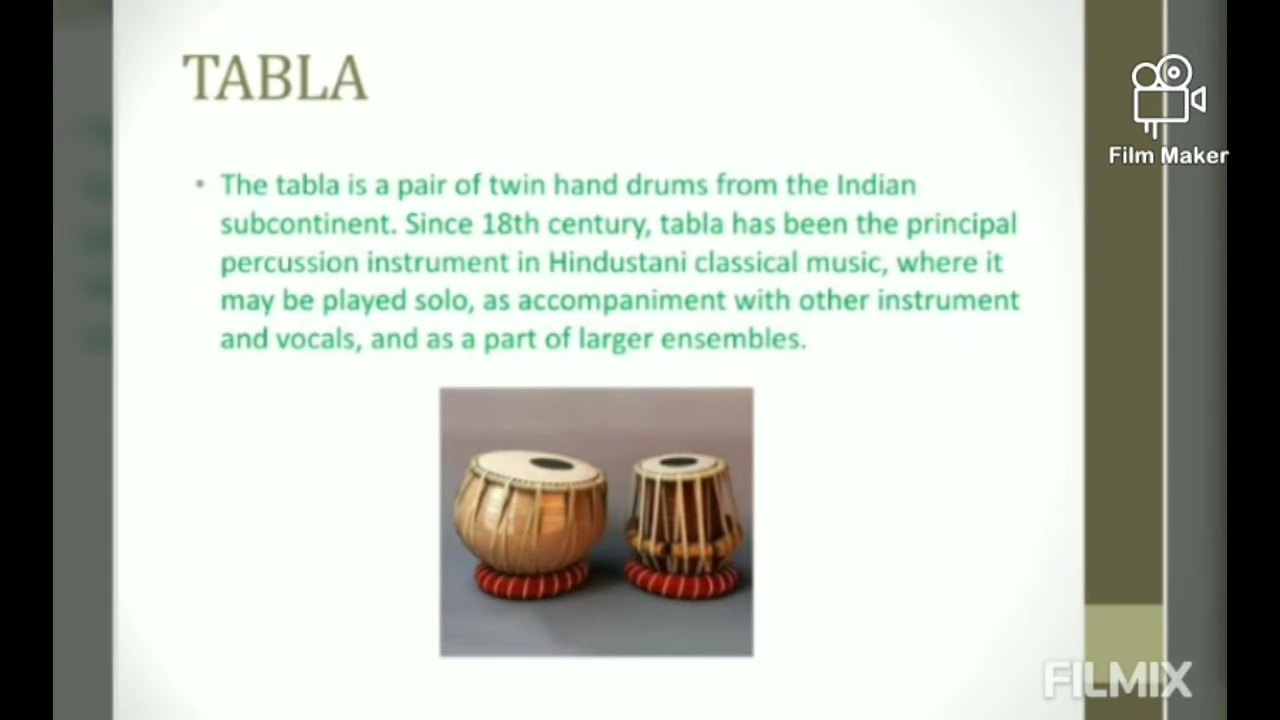 TABLA
Film Maker
• The tabla is a pair of twin hand drums from the Indian
subcontinent. Since 18th century, tabla has been the principal
percussion instrument in Hindustani classical music, where it
may be played solo, as accompaniment with other instrument
and vocals, and as a part of larger ensembles.
FILMIX